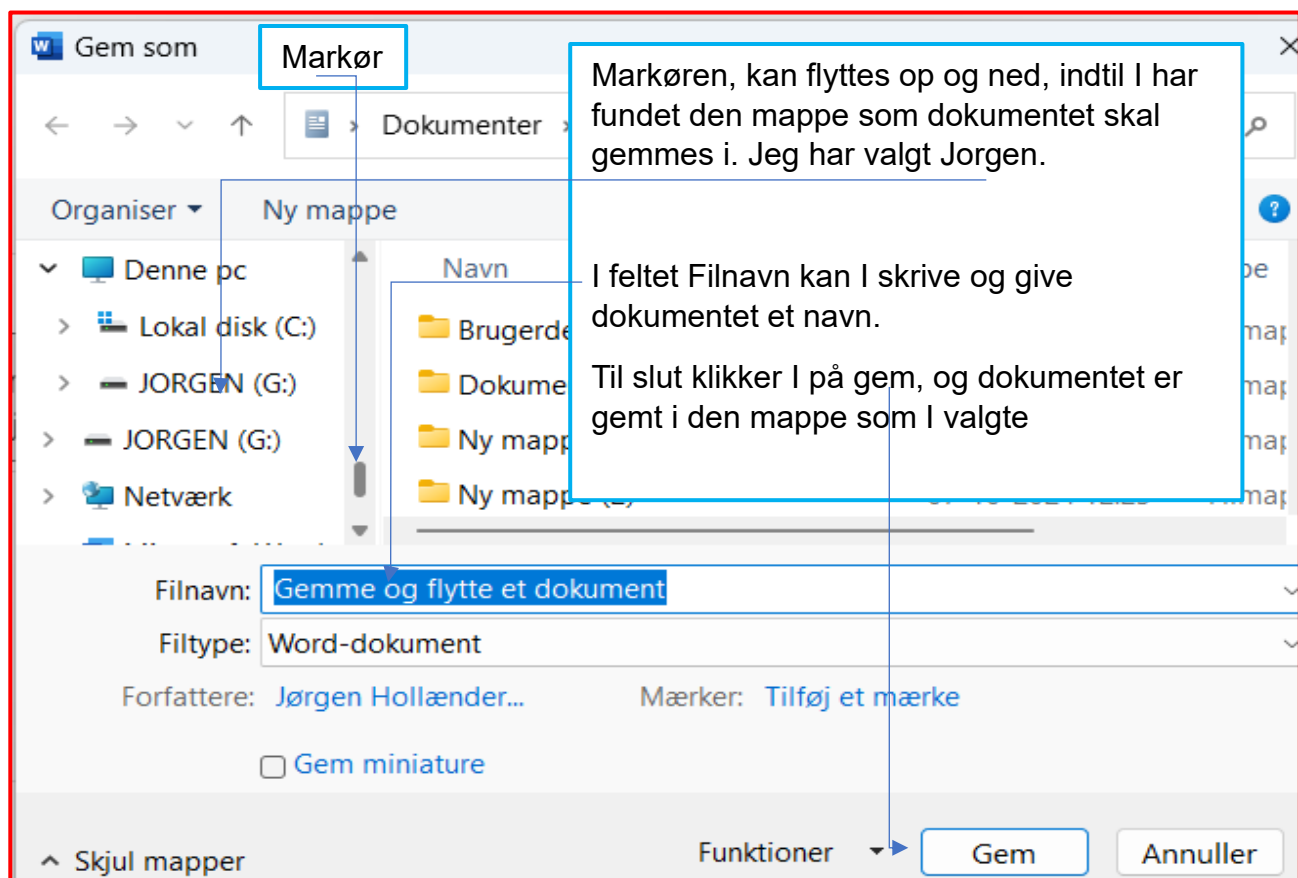 Gem som
Markør
Markøren, kan flyttes op og ned, indtil I har
fundet den mappe som dokumentet skal
gemmes i. Jeg har valgt Jorgen.
I feltet Filnavn kan I skrive og give
dokumentet et navn.
Til slut klikker I på gem, og dokumentet er
gemt i den mappe som I valgte
Dokumenter
Organiser
Ny mappe
Denne pc
Lokal disk (C:)
JORGEN (G:)
JORGEN (G:)
Netværk
Navn
Ny mapp
Ny mappe
Filnavn: Gemme og flytte et dokument
Filtype: Word-dokument
Forfattere: Jørgen Hollænder... Mærker: Tilføj et mærke
Gem miniature
Skjul mapper
Funktioner
Gem
Annuller